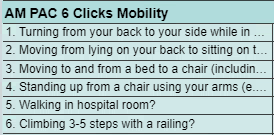 AM PAC 6 Clicks Mobility
1. Turning from your back to your side while in ...
2. Moving from lying on your back to sitting on t...
3. Moving to and from a bed to a chair (includin...
4. Standing up from a chair using your arms (e....
5. Walking in hospital room?
6. Climbing 3-5 steps with a railing?